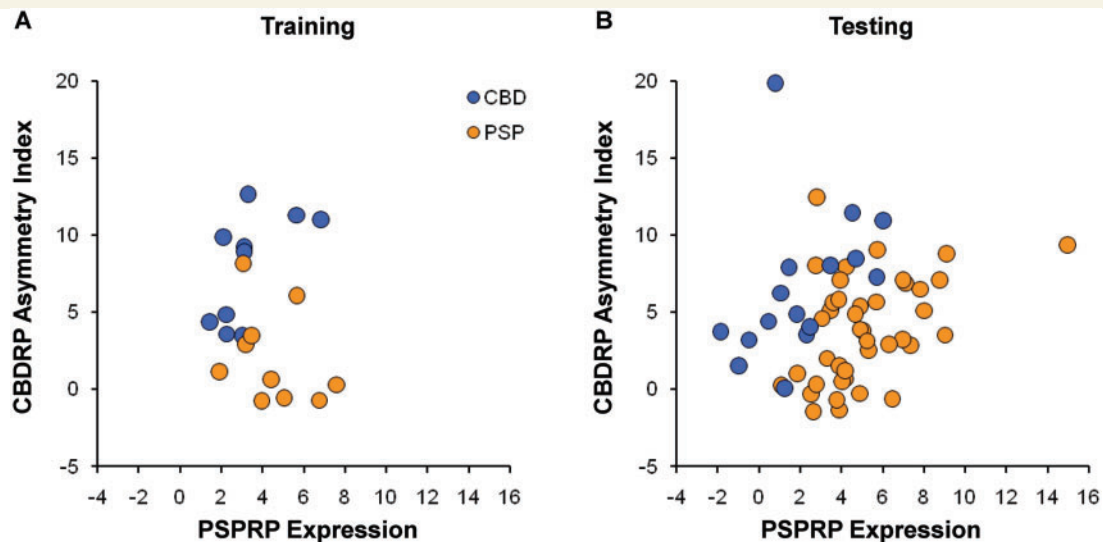 A
Training
CBDRP Asymmetry Index
20
15
10
5
0
-5
-4 -2 0 2 4 6 8 10 12 14 16
PSPRP Expression
CBD
PSP
B
Testing
CBDRP Asymmetry Index
20
15
10
5
0
-5
-4 -2 0 2 4 6 8 10 12 14 16
PSPRP Expression